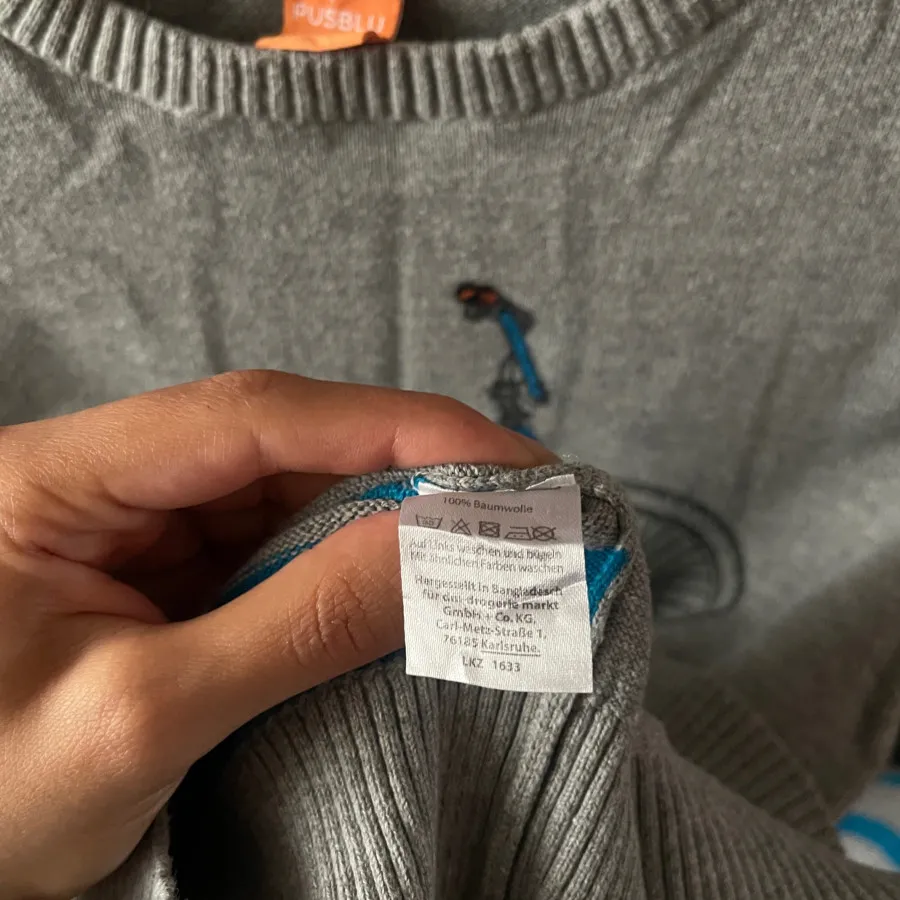 PUSBLU
100% Baumwolle
Auf Links waschen und bügeln
Mit ähnlichen Farben waschen
Hergestellt in Bangladesch
für dm-drogerie markt
GmbH + Co. KG,
Carl-Metz-Straße 1,
76185 Karlsruhe.
LKZ 1633